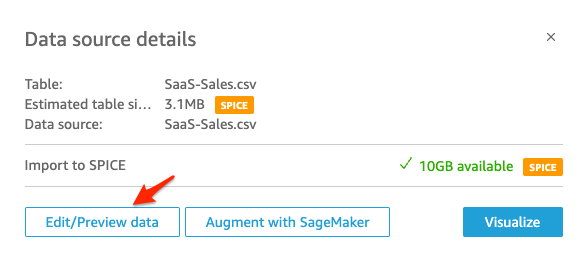 Data source details
Table: SaaS-Sales.csv
Estimated table si... 3.1MB SPICE
Data source: SaaS-Sales.csv
Import to SPICE 10GB available SPICE
Edit/Preview data Augment with SageMaker Visualize